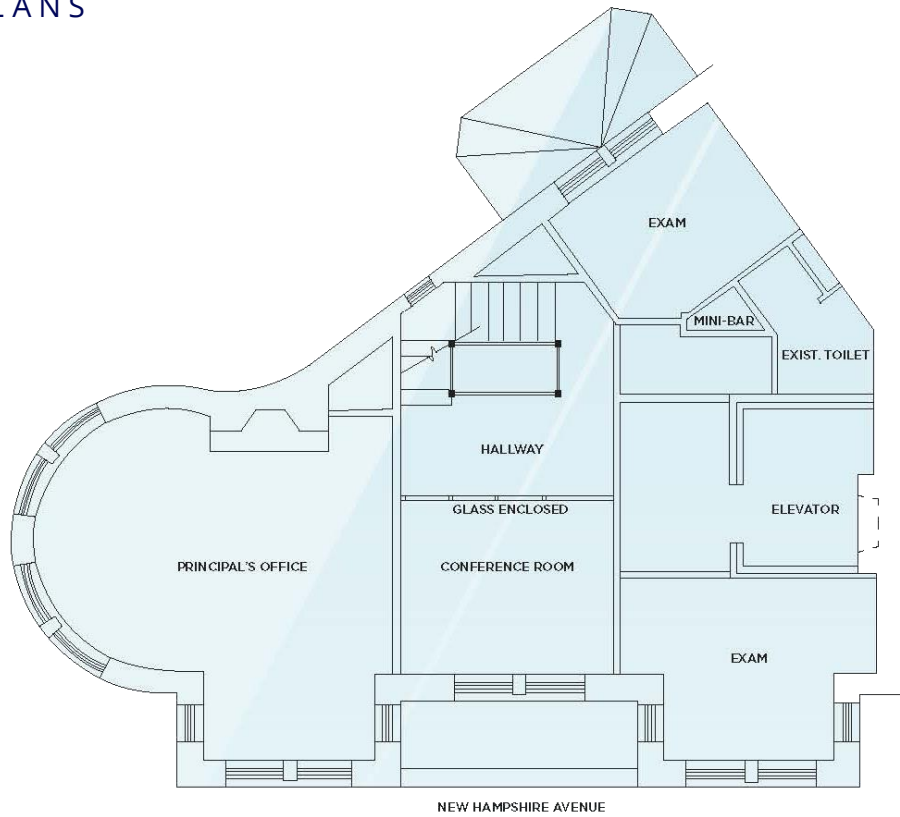 LANS
EXAM
MINI-BAR
EXIST. TOILET
HALLWAY
GLASS ENCLOSED
ELEVATOR
PRINCIPAL'S OFFICE
CONFERENCE ROOM
EXAM
NEW HAMPSHIRE AVENUE